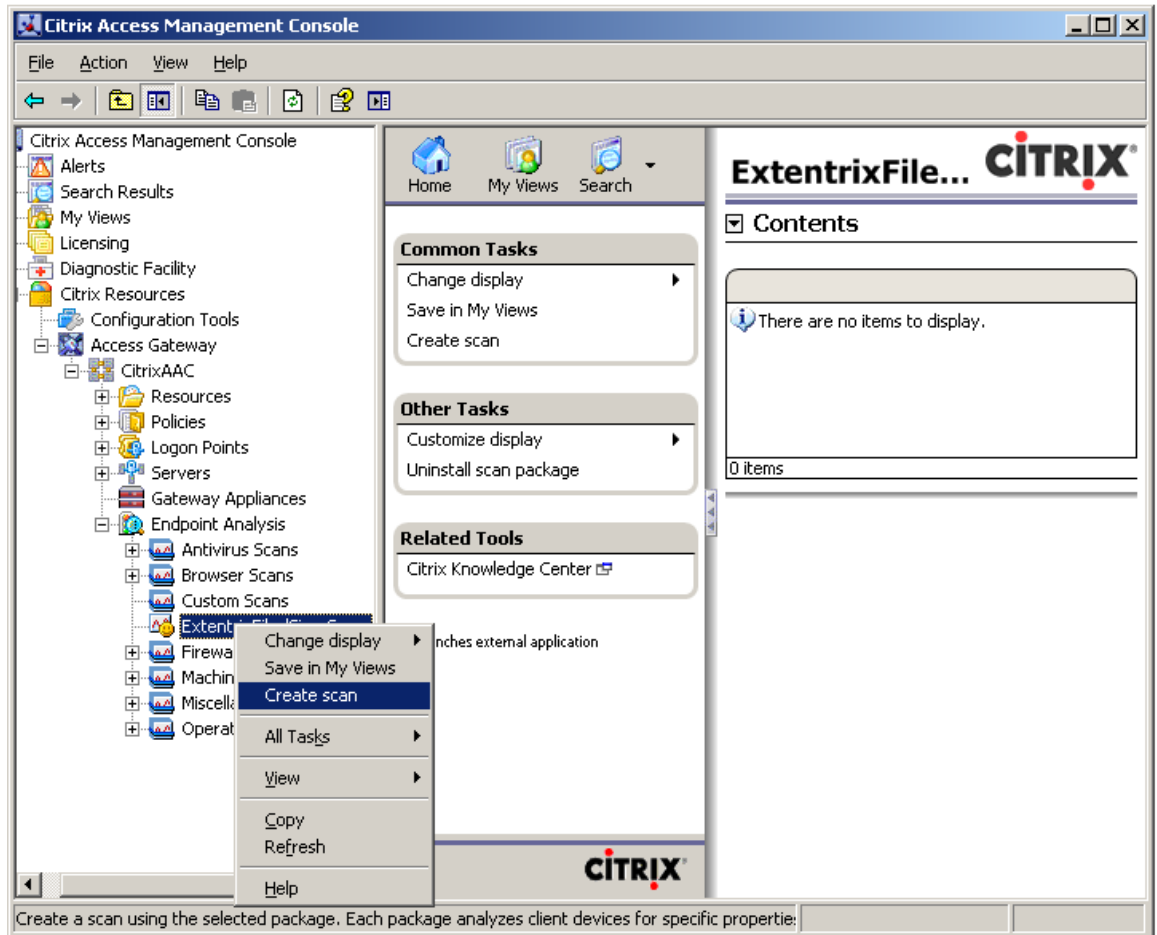 Citrix Access Management Console
File Action View Help
Citrix Access Management Console
Alerts
Search Results
My Views
Licensing
Diagnostic Facility
Citrix Resources
Configuration Tools
Access Gateway
CitrixAAC
Resources
Policies
Logon Points
Servers
Gateway Appliances
Endpoint Analysis
Antivirus Scans
Browser Scans
Custom Scans
Extent
Firewa
Machin
Miscella
Operat
Change display
Save in My Views
Create scan
All Tasks
View
Copy
Refresh
Help
Home My Views Search
Common Tasks
Change display
Save in My Views
Create scan
Other Tasks
Customize display
Uninstall scan package
Related Tools
Citrix Knowledge Center
nches external application
CITRIX
ExtentrixFile... CITRIX
Contents
There are no items to display.
0 items
Create a scan using the selected package. Each package analyzes client devices for specific propertie